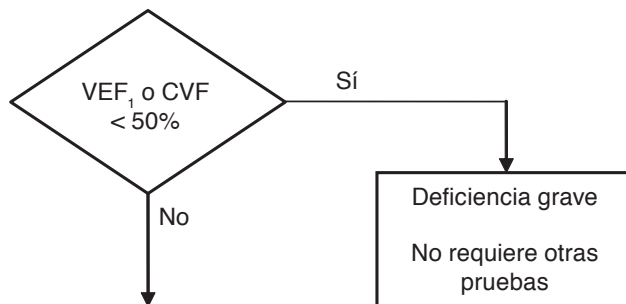 VEF₁ o CVF
< 50%
Sí
No
Deficiencia grave
No requiere otras
pruebas